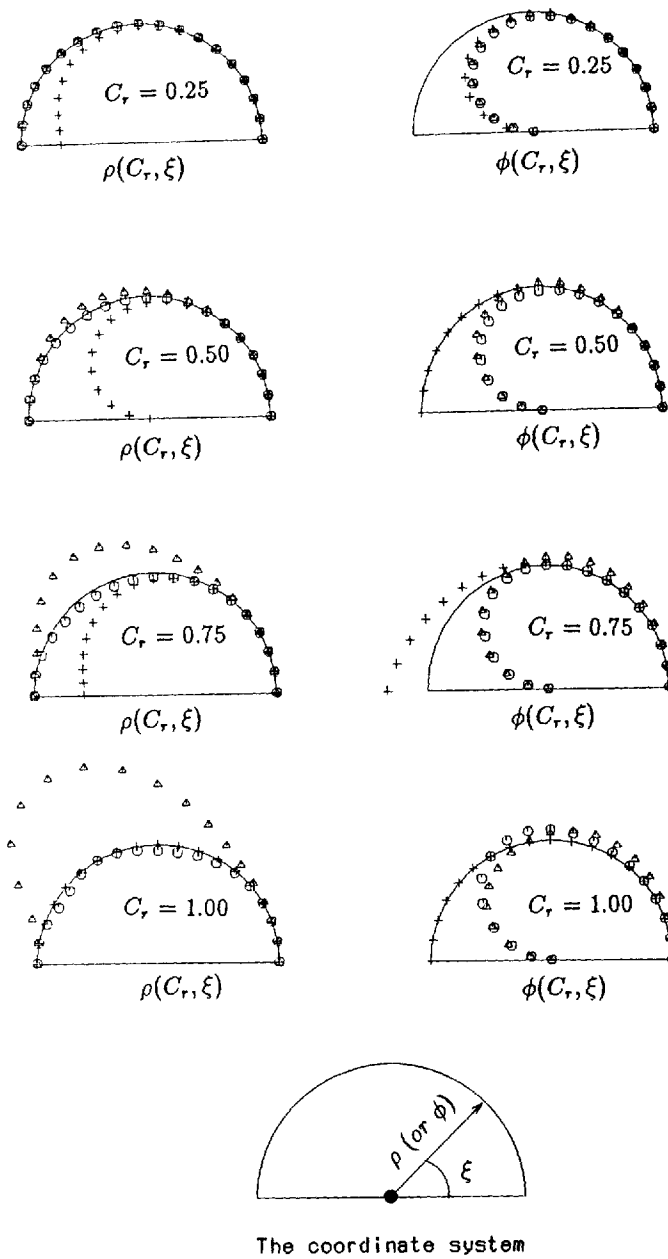 C_r = 0.25
ρ(C_r, ξ)
C_r = 0.25
ϕ(C_r, ξ)
C_r = 0.50
ρ(C_r, ξ)
C_r = 0.50
ϕ(C_r, ξ)
C_r = 0.75
ρ(C_r, ξ)
C_r = 0.75
ϕ(C_r, ξ)
C_r = 1.00
ρ(C_r, ξ)
C_r = 1.00
ϕ(C_r, ξ)
ρ (or ϕ)
ξ
The coordinate system